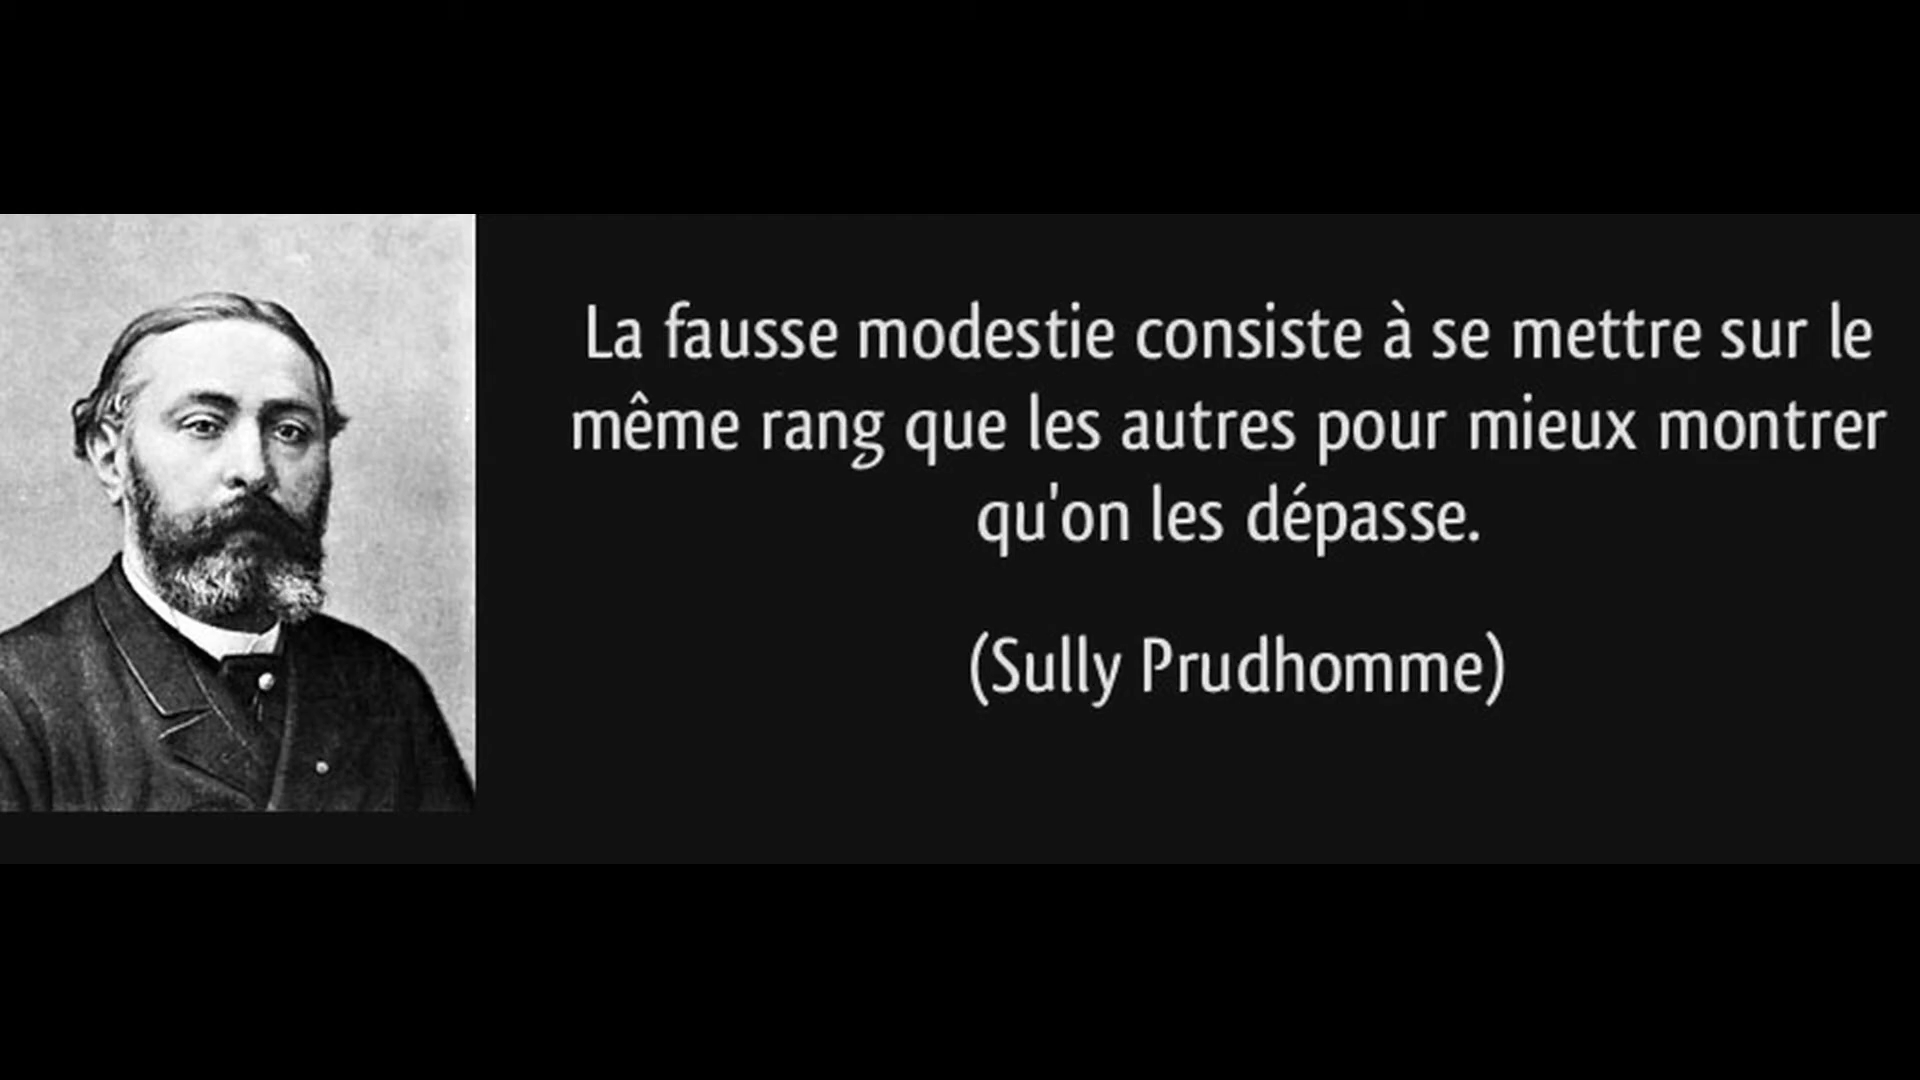 La fausse modestie consiste à se mettre sur le
même rang que les autres pour mieux montrer
qu'on les dépasse.
(Sully Prudhomme)